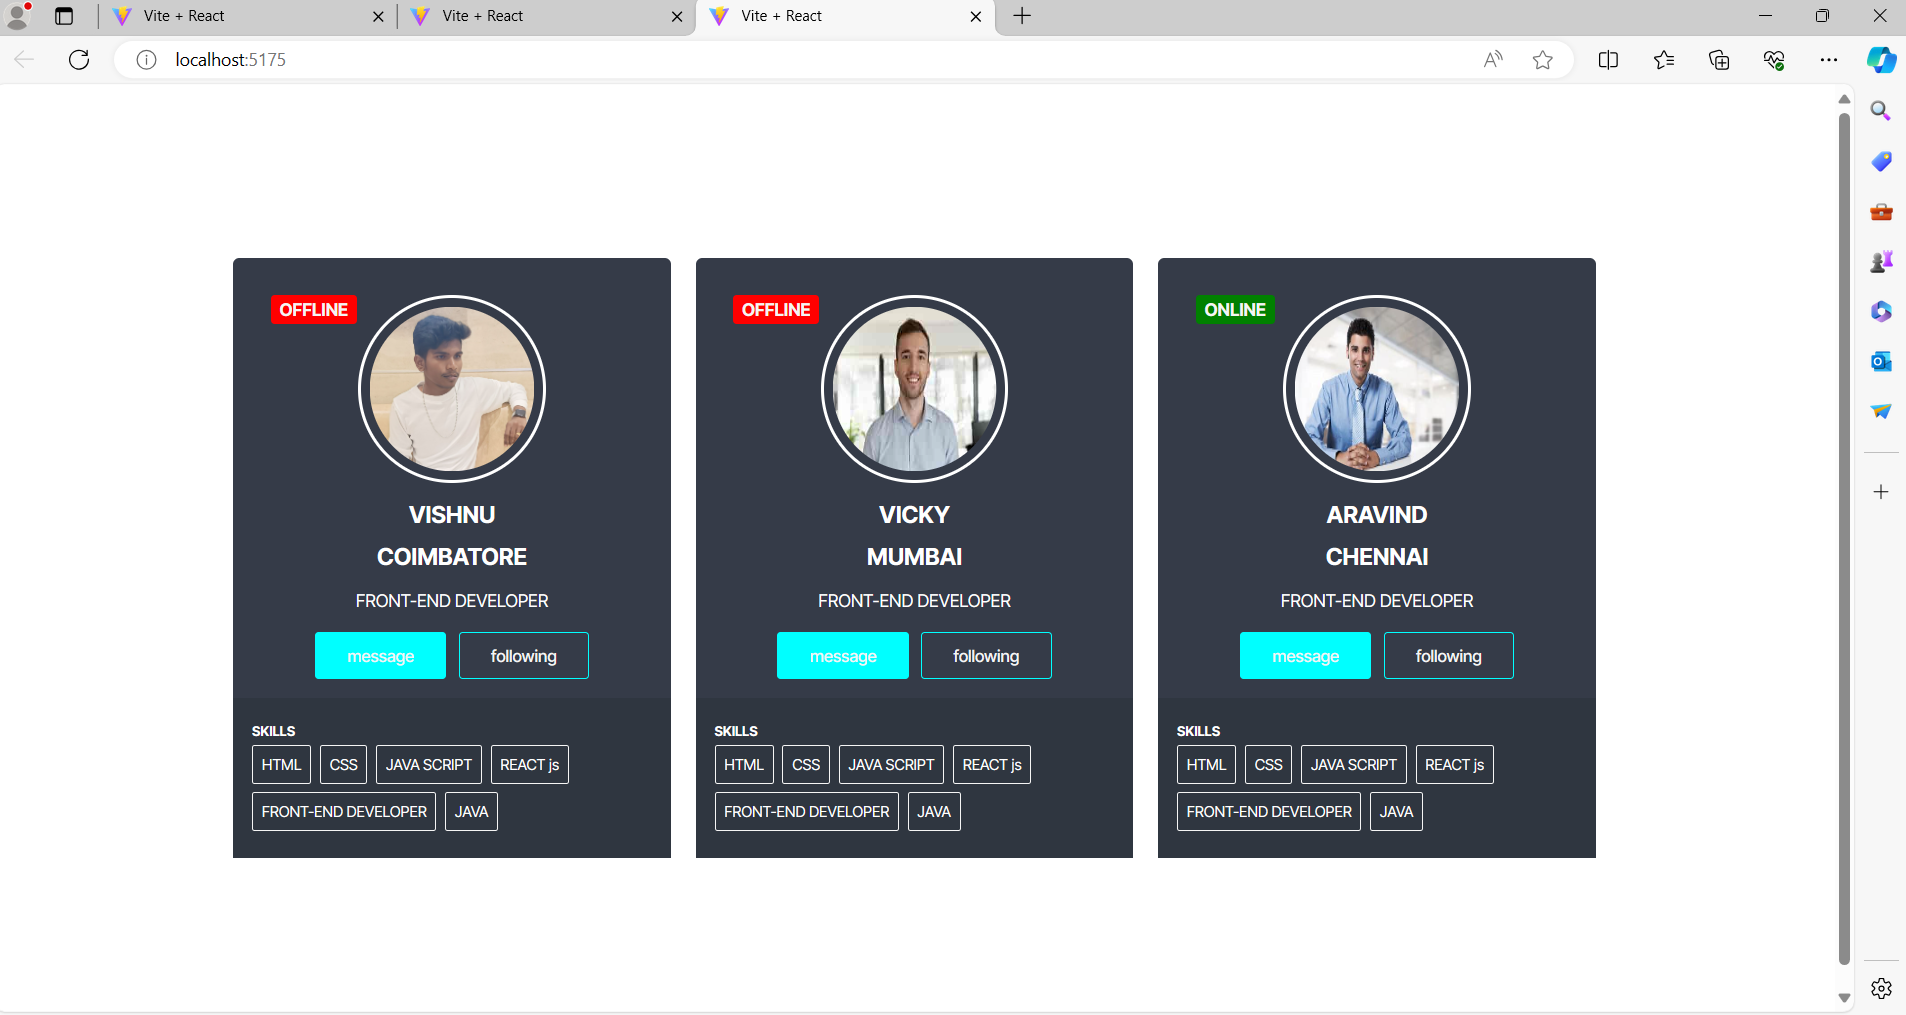 Vite + React
Vite + React
Vite + React
localhost:5175
OFFLINE
VISHNU
COIMBATORE
FRONT-END DEVELOPER
message following
SKILLS
HTML CSS JAVA SCRIPT REACT js
FRONT-END DEVELOPER JAVA
OFFLINE
VICKY
MUMBAI
FRONT-END DEVELOPER
message following
SKILLS
HTML CSS JAVA SCRIPT REACT js
FRONT-END DEVELOPER JAVA
ONLINE
ARAVIND
CHENNAI
FRONT-END DEVELOPER
message following
SKILLS
HTML CSS JAVA SCRIPT REACT js
FRONT-END DEVELOPER JAVA